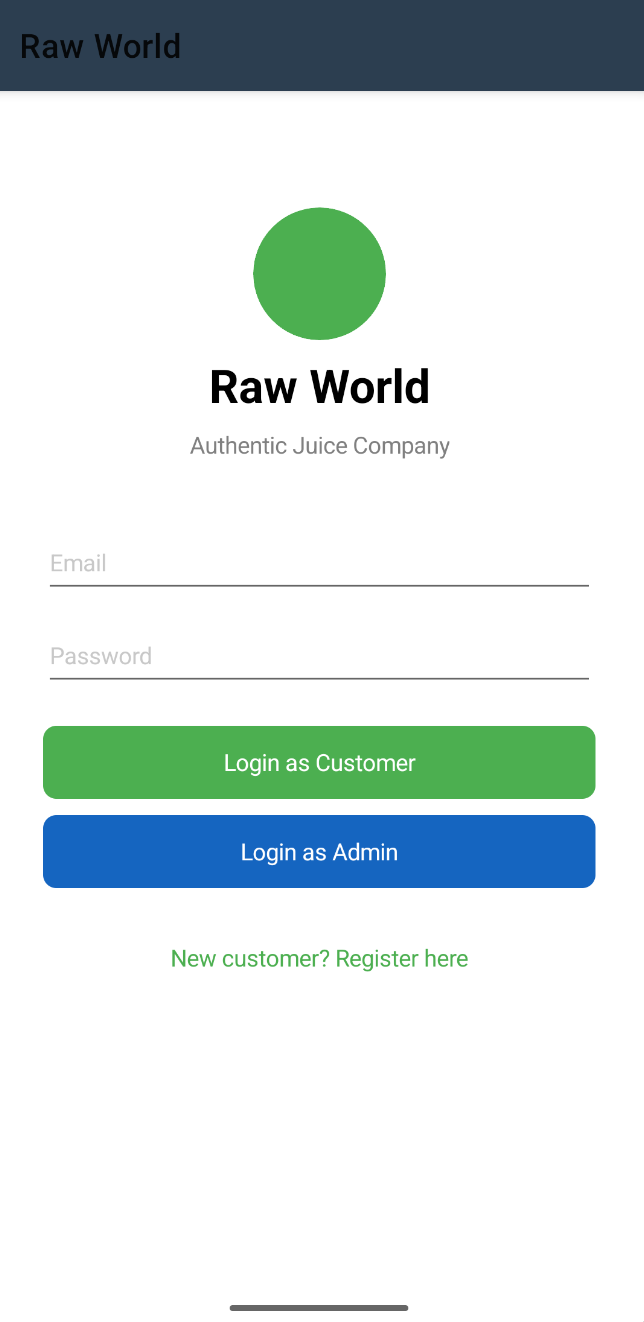 Raw World
Raw World
Authentic Juice Company
Email
Password
Login as Customer
Login as Admin
New customer? Register here